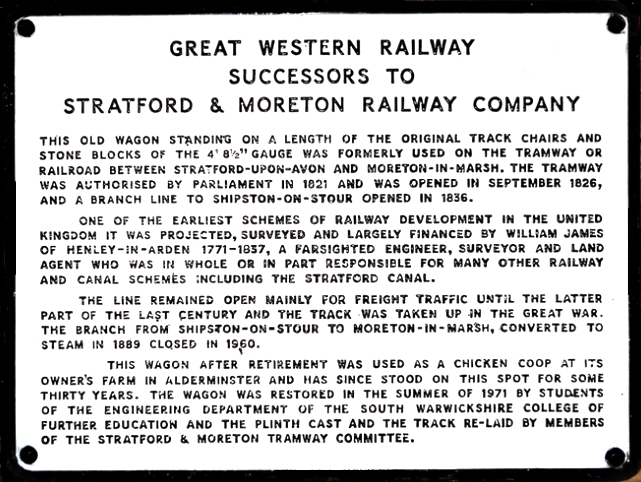 GREAT WESTERN RAILWAY
SUCCESSORS TO
STRATFORD & MORETON RAILWAY COMPANY
THIS OLD WAGON STANDING ON A LENGTH OF THE ORIGINAL TRACK CHAIRS AND
STONE BLOCKS OF THE 4' 8½" GAUGE WAS FORMERLY USED ON THE TRAMWAY OR
RAILROAD BETWEEN STRATFORD-UPON-AVON AND MORETON-IN-MARSH. THE TRAMWAY
WAS AUTHORISED BY PARLIAMENT IN 1821 AND WAS OPENED IN SEPTEMBER 1826,
AND A BRANCH LINE TO SHIPSTON-ON-STOUR OPENED IN 1836.
ONE OF THE EARLIEST SCHEMES OF RAILWAY DEVELOPMENT IN THE UNITED
KINGDOM IT WAS PROJECTED, SURVEYED AND LARGELY FINANCED BY WILLIAM JAMES
OF HENLEY-IN-ARDEN 1771-1837, A FARSIGHTED ENGINEER, SURVEYOR AND LAND
AGENT WHO WAS IN WHOLE OR IN PART RESPONSIBLE FOR MANY OTHER RAILWAY
AND CANAL SCHEMES INCLUDING THE STRATFORD CANAL.
THE LINE REMAINED OPEN MAINLY FOR FREIGHT TRAFFIC UNTIL THE LATTER
PART OF THE LAST CENTURY AND THE TRACK WAS TAKEN UP IN THE GREAT WAR.
THE BRANCH FROM SHIPSTON-ON-STOUR TO MORETON-IN-MARSH, CONVERTED TO
STEAM IN 1889 CLOSED IN 1960.
THIS WAGON AFTER RETIREMENT WAS USED AS A CHICKEN COOP AT ITS
OWNER'S FARM IN ALDERMINSTER AND HAS SINCE STOOD ON THIS SPOT FOR SOME
THIRTY YEARS. THE WAGON WAS RESTORED IN THE SUMMER OF 1971 BY STUDENTS
OF THE ENGINEERING DEPARTMENT OF THE SOUTH WARWICKSHIRE COLLEGE OF
FURTHER EDUCATION AND THE PLINTH CAST AND THE TRACK RE-LAID BY MEMBERS
OF THE STRATFORD & MORETON TRAMWAY COMMITTEE.